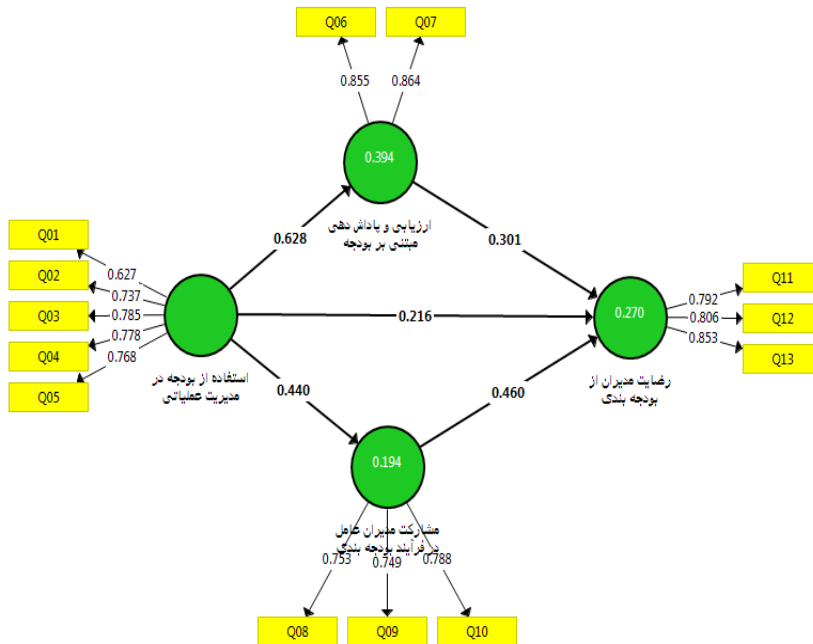 Q06
Q07
0.855
0.864
0.394
ارزیابی و پاداش دهی
مبتنی بر بودجه
0.628
0.301
Q01
Q02
Q03
Q04
Q05
0.627
0.737
0.785
0.778
0.768
استفاده از بودجه در
مدیریت عملیاتی
0.216
0.270
رضایت مدیران از
بودجه بندی
0.792
0.806
0.853
Q11
Q12
Q13
0.440
0.460
0.194
مشارکت مدیران عامل
در فرآیند بودجه بندی
0.753
0.749
0.788
Q08
Q09
Q10